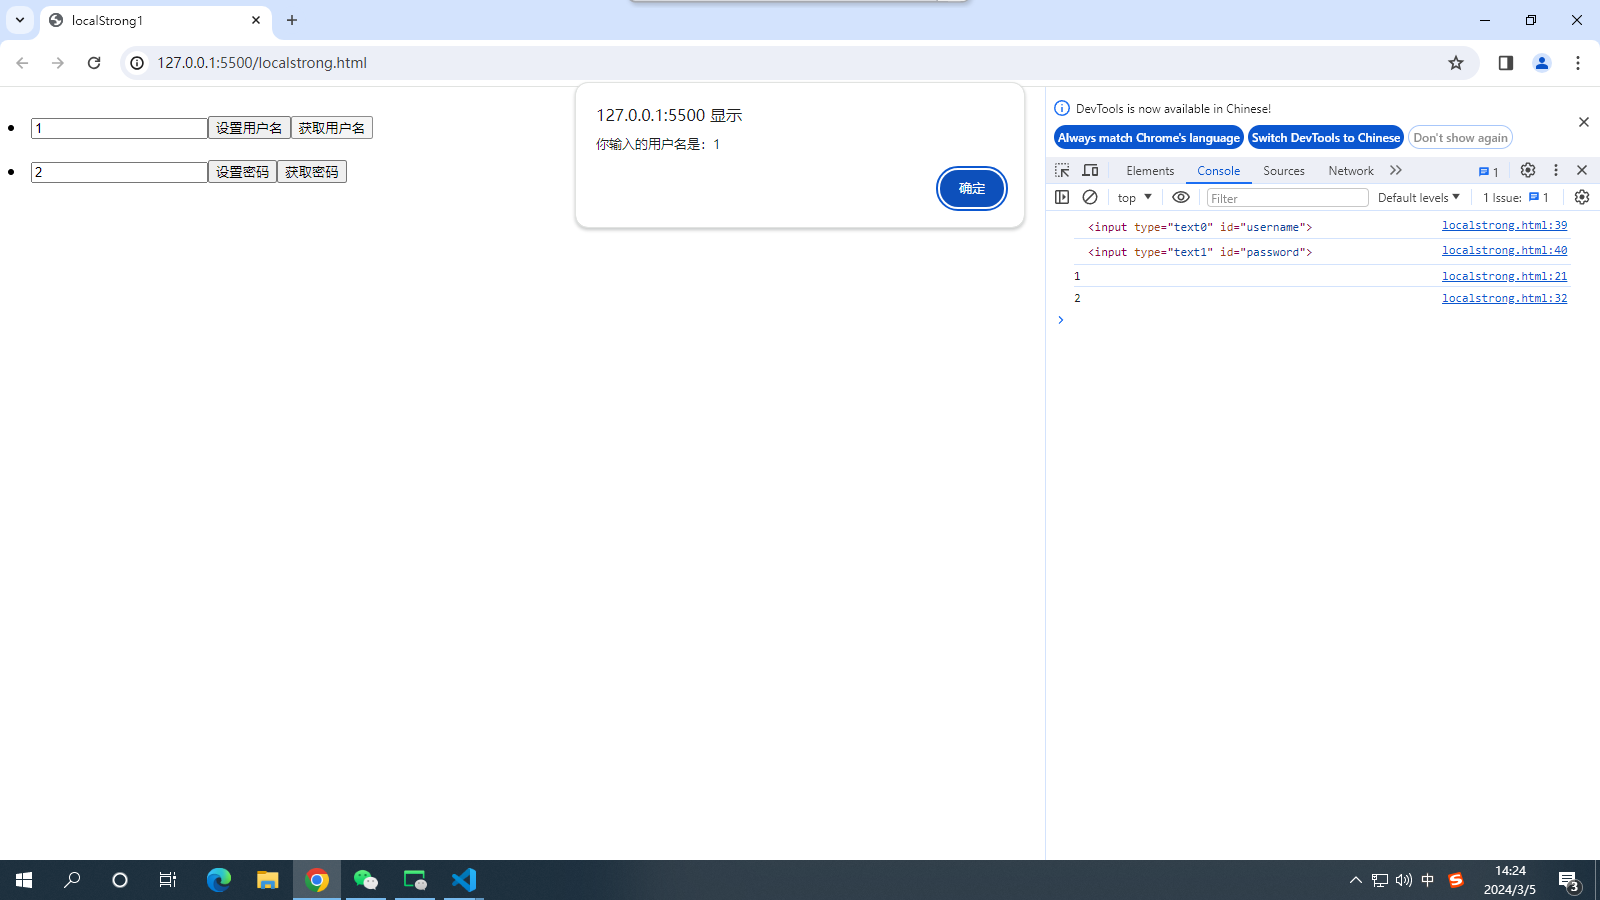 localStrong1
127.0.0.1:5500/localstrong.html
1 设置用户名 获取用户名
2 设置密码 获取密码
127.0.0.1:5500 显示
你输入的用户名是：1
确定
DevTools is now available in Chinese!
Always match Chrome's language Switch DevTools to Chinese Don't show again
Elements Console Sources Network 1
top Filter Default levels 1 Issue: 1
<input type="text0" id="username"> localstrong.html:39
<input type="text1" id="password"> localstrong.html:40
1 localstrong.html:21
2 localstrong.html:32
中 14:24
2024/3/5 3